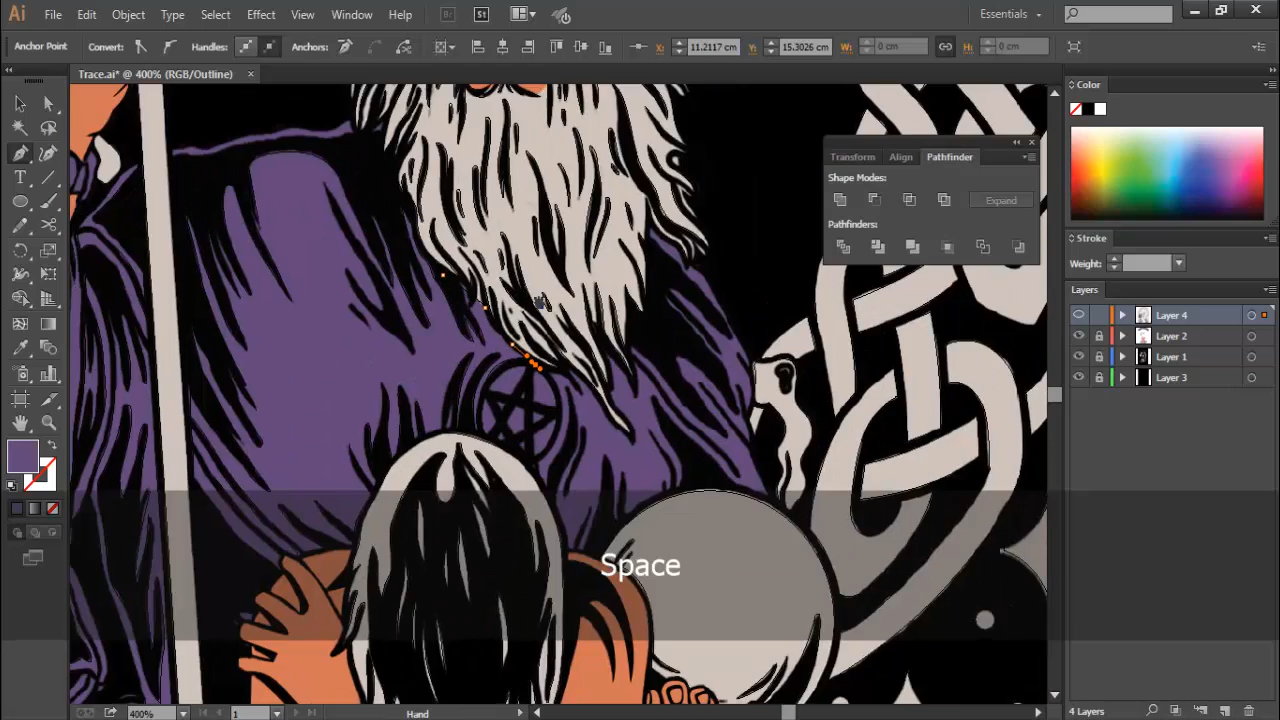 Ai File Edit Object Type Select Effect View Window Help Br St Essentials
Anchor Point Convert: Handles: Anchors: X: 11.2117 cm Y: 15.3026 cm W: 0 cm H: 0 cm
Trace.ai* @ 400% (RGB/Outline)
Color
Transform Align Pathfinder
Shape Modes:
Expand
Pathfinders:
Stroke
Weight:
Layers
Layer 4
Layer 2
Layer 1
Layer 3
Space
400% 1 Hand 4 Layers